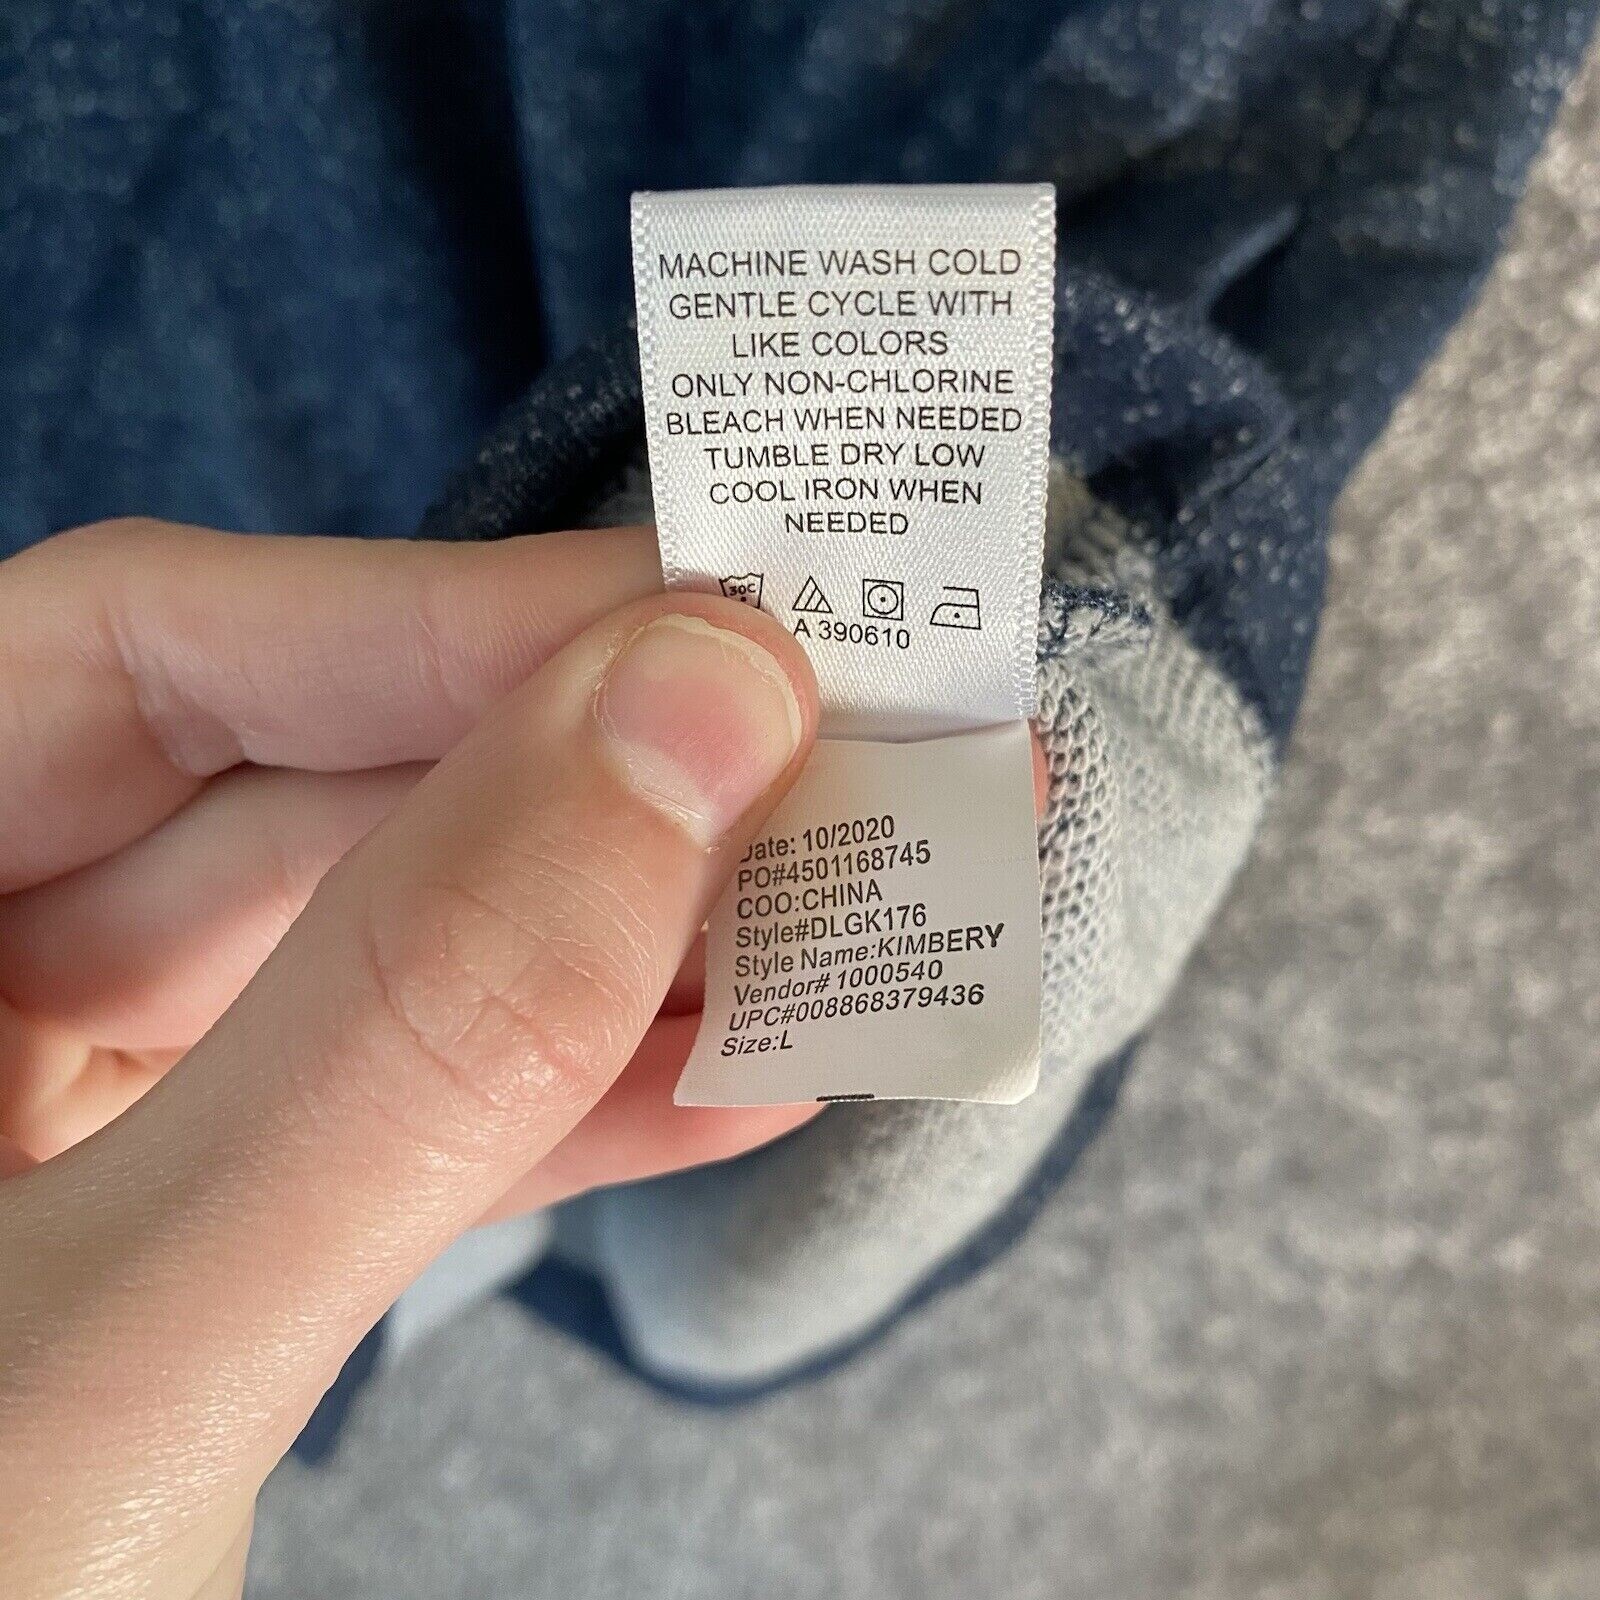 MACHINE WASH COLD
GENTLE CYCLE WITH
LIKE COLORS
ONLY NON-CHLORINE
BLEACH WHEN NEEDED
TUMBLE DRY LOW
COOL IRON WHEN
NEEDED
30C
A 390610
Date: 10/2020
PO#4501168745
COO:CHINA
Style#DLGK176
Style Name:KIMBERY
Vendor# 1000540
UPC#008868379436
Size:L